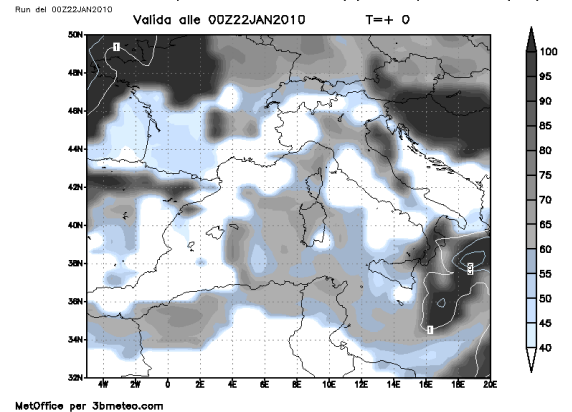 Run del 00Z22JAN2010
Valida alle 00Z22JAN2010 T=+ 0
50N
48N
46N
44N
42N
40N
38N
36N
34N
32N
4W 2W 0 2E 4E 6E 8E 10E 12E 14E 16E 18E 20E
100
95
90
85
80
75
70
65
60
55
50
45
40
1
1
MetOffice per 3bmeteo.com